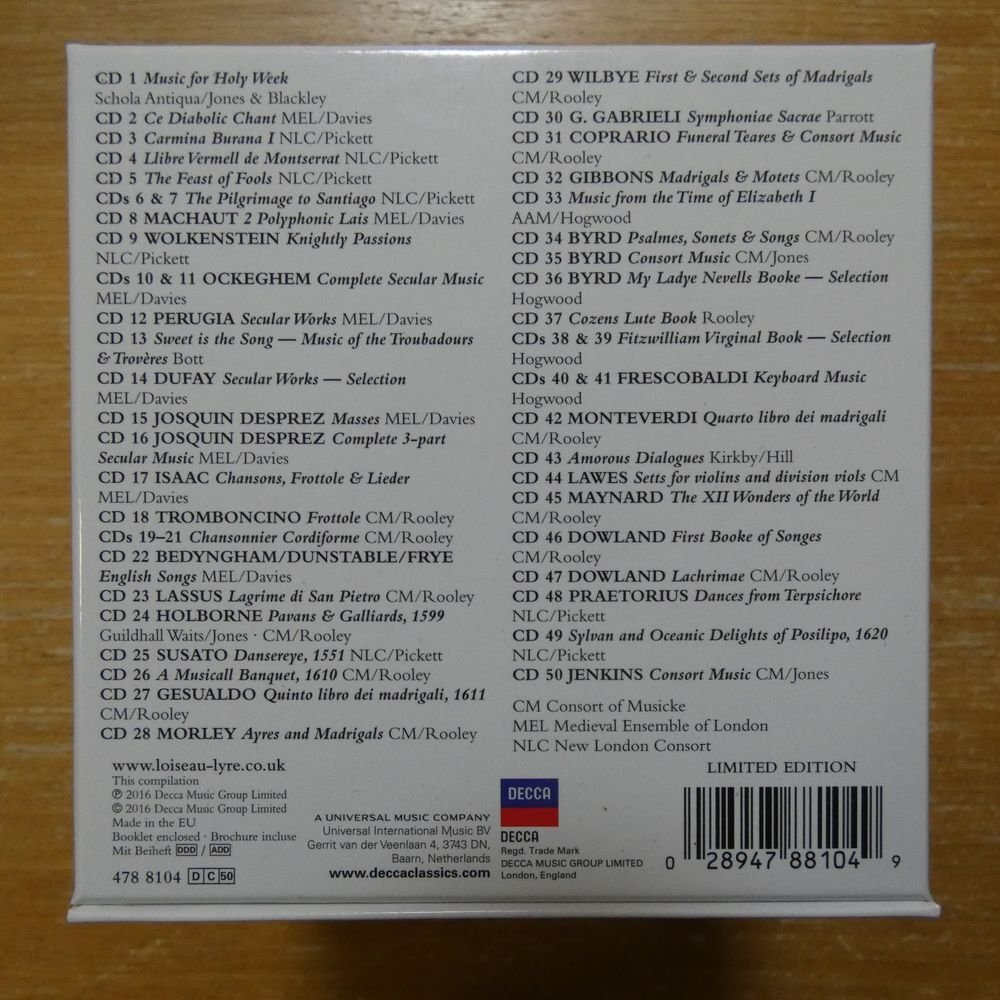 CD 1 Music for Holy Week
Schola Antiqua/Jones & Blackley
CD 2 Ce Diabolic Chant MEL/Davies
CD 3 Carmina Burana I NLC/Pickett
CD 4 Llibre Vermell de Montserrat NLC/Pickett
CD 5 The Feast of Fools NLC/Pickett
CDs 6 & 7 The Pilgrimage to Santiago NLC/Pickett
CD 8 MACHAUT 2 Polyphonic Lais MEL/Davies
CD 9 WOLKENSTEIN Knightly Passions
NLC/Pickett
CDs 10 & 11 OCKEGHEM Complete Secular Music
MEL/Davies
CD 12 PERUGIA Secular Works MEL/Davies
CD 13 Sweet is the Song — Music of the Troubadours
& Trovères Bott
CD 14 DUFAY Secular Works — Selection
MEL/Davies
CD 15 JOSQUIN DESPREZ Masses MEL/Davies
CD 16 JOSQUIN DESPREZ Complete 3-part
Secular Music MEL/Davies
CD 17 ISAAC Chansons, Frottole & Lieder
MEL/Davies
CD 18 TROMBONCINO Frottole CM/Rooley
CDs 19–21 Chansonnier Cordiforme CM/Rooley
CD 22 BEDYNGHAM/DUNSTABLE/FRYE
English Songs MEL/Davies
CD 23 LASSUS Lagrime di San Pietro CM/Rooley
CD 24 HOLBORNE Pavans & Galliards, 1599
Guildhall Waits/Jones · CM/Rooley
CD 25 SUSATO Dansereye, 1551 NLC/Pickett
CD 26 A Musicall Banquet, 1610 CM/Rooley
CD 27 GESUALDO Quinto libro dei madrigali, 1611
CM/Rooley
CD 28 MORLEY Ayres and Madrigals CM/Rooley
CD 29 WILBYE First & Second Sets of Madrigals
CM/Rooley
CD 30 G. GABRIELI Symphoniae Sacrae Parrott
CD 31 COPRARIO Funeral Teares & Consort Music
CM/Rooley
CD 32 GIBBONS Madrigals & Motets CM/Rooley
CD 33 Music from the Time of Elizabeth I
AAM/Hogwood
CD 34 BYRD Psalmes, Sonets & Songs CM/Rooley
CD 35 BYRD Consort Music CM/Jones
CD 36 BYRD My Ladye Nevells Booke — Selection
Hogwood
CD 37 Cozens Lute Book Rooley
CDs 38 & 39 Fitzwilliam Virginal Book — Selection
Hogwood
CDs 40 & 41 FRESCOBALDI Keyboard Music
Hogwood
CD 42 MONTEVERDI Quarto libro dei madrigali
CM/Rooley
CD 43 Amorous Dialogues Kirkby/Hill
CD 44 LAWES Setts for violins and division viols CM
CD 45 MAYNARD The XII Wonders of the World
CM/Rooley
CD 46 DOWLAND First Booke of Songes
CM/Rooley
CD 47 DOWLAND Lachrimae CM/Rooley
CD 48 PRAETORIUS Dances from Terpsichore
NLC/Pickett
CD 49 Sylvan and Oceanic Delights of Posilipo, 1620
NLC/Pickett
CD 50 JENKINS Consort Music CM/Jones
CM Consort of Musicke
MEL Medieval Ensemble of London
NLC New London Consort
www.loiseau-lyre.co.uk
This compilation
℗ 2016 Decca Music Group Limited
© 2016 Decca Music Group Limited
Made in the EU
Booklet enclosed · Brochure incluse
Mit Beiheft DDD / ADD
478 8104 D C 50
A UNIVERSAL MUSIC COMPANY
Universal International Music BV
Gerrit van der Veenlaan 4, 3743 DN,
Baarn, Netherlands
www.deccaclassics.com
DECCA
DECCA
Regd. Trade Mark
DECCA MUSIC GROUP LIMITED
London, England
LIMITED EDITION
0 28947 88104 9